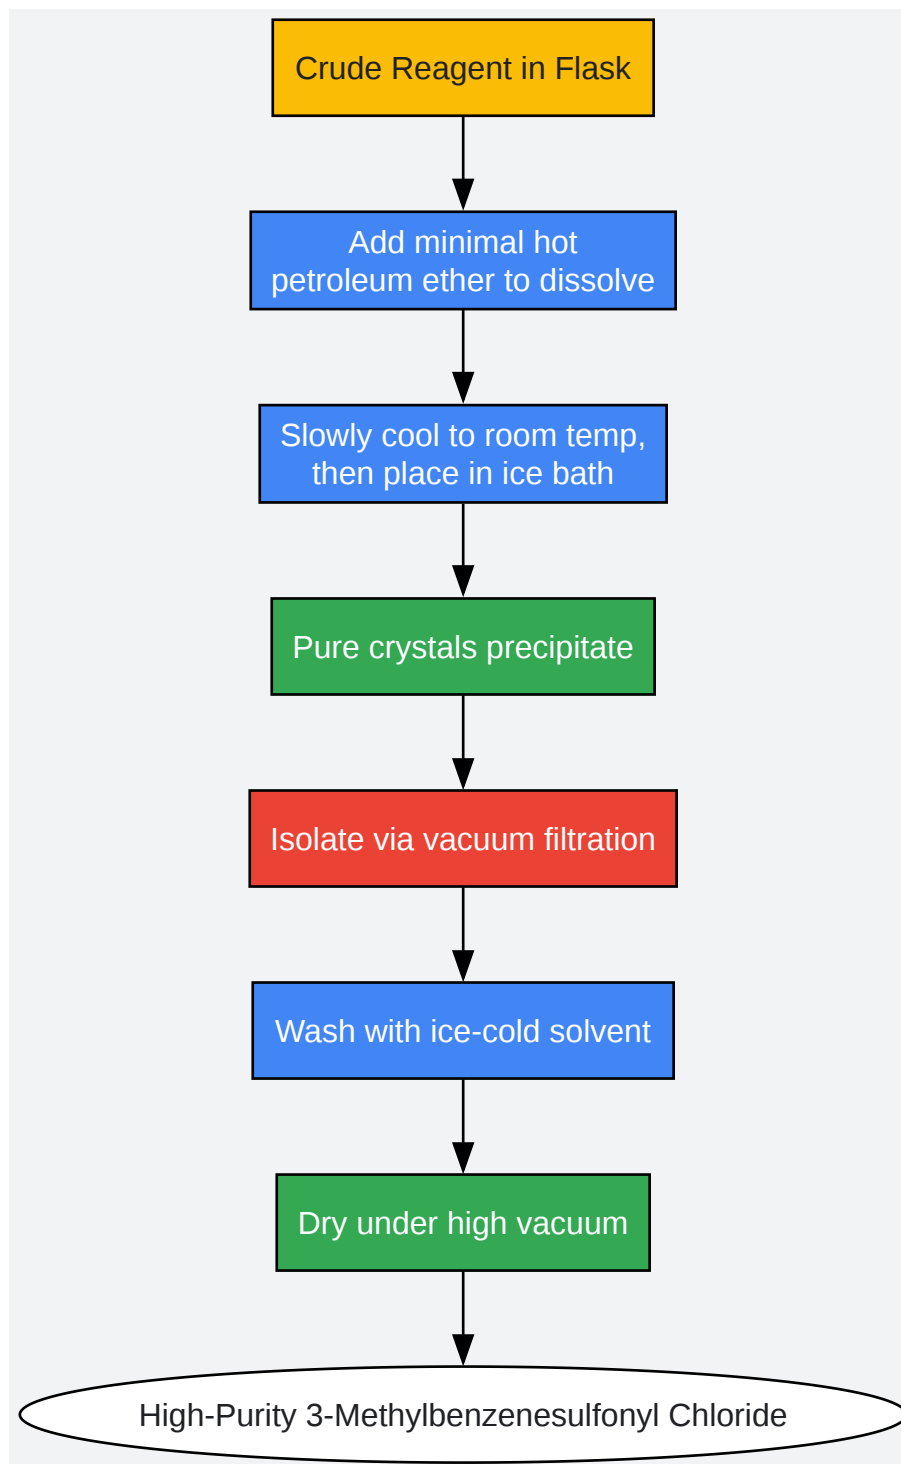 Crude Reagent in Flask
Add minimal hot
petroleum ether to dissolve
Slowly cool to room temp,
then place in ice bath
Pure crystals precipitate
Isolate via vacuum filtration
Wash with ice-cold solvent
Dry under high vacuum
High-Purity 3-Methylbenzenesulfonyl Chloride